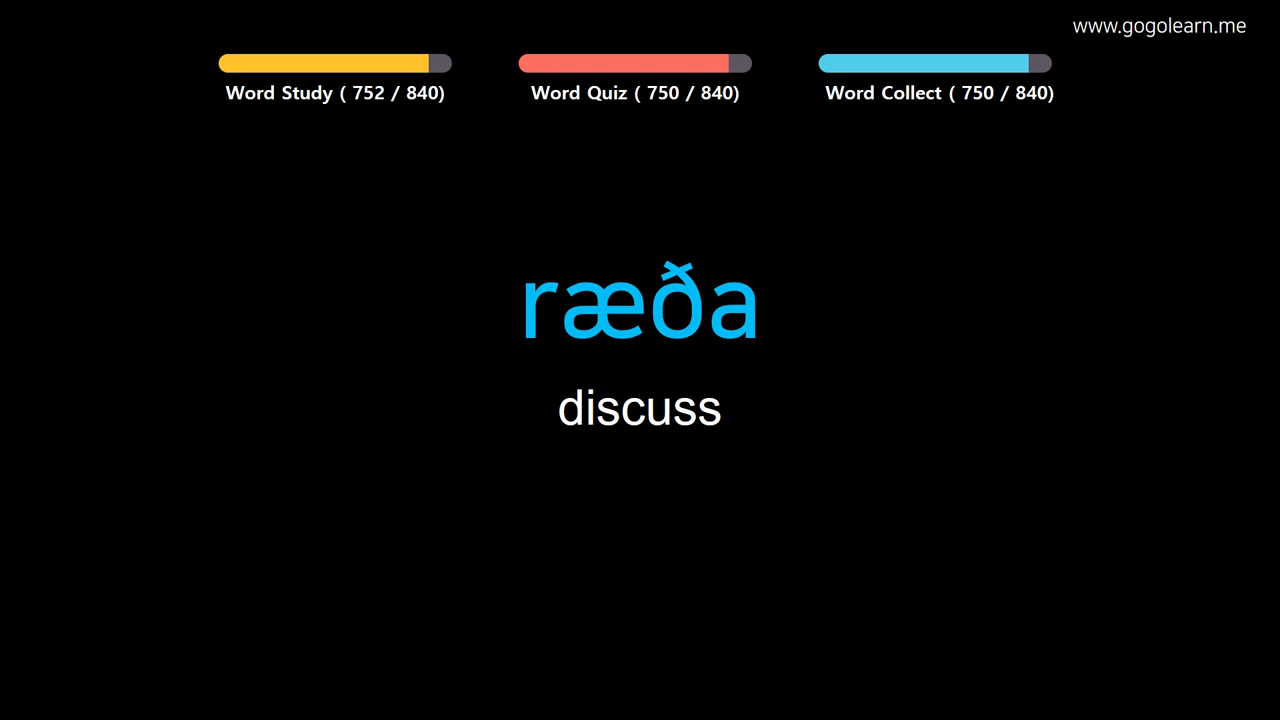 www.gogolearn.me
Word Study ( 752 / 840)
Word Quiz ( 750 / 840)
Word Collect ( 750 / 840)
ræða
discuss